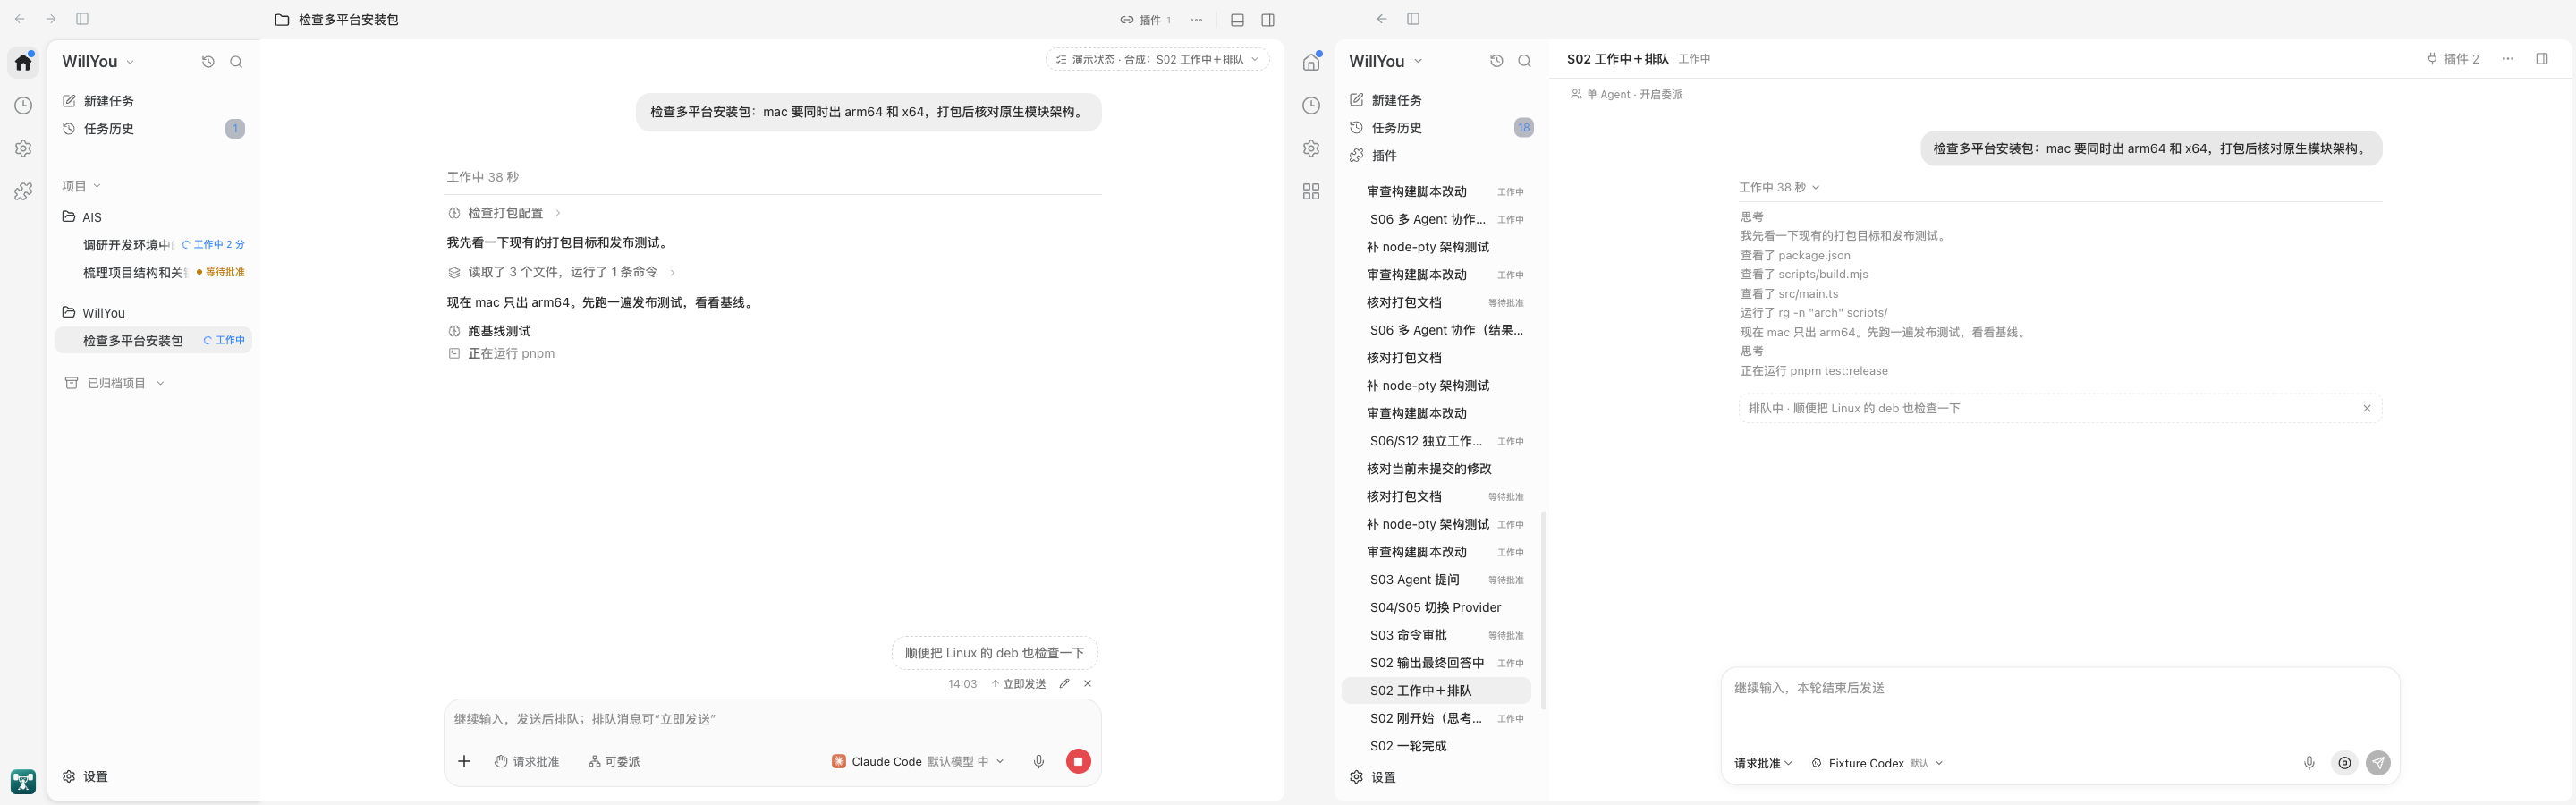 检查多平台安装包
插件 1
WillYou
新建任务
任务历史
1
项目
AIS
调研开发环境中
工作中 2 分
梳理项目结构和关
等待批准
WillYou
检查多平台安装包
工作中
已归档项目
设置
演示状态 · 合成：S02 工作中＋排队
检查多平台安装包：mac 要同时出 arm64 和 x64，打包后核对原生模块架构。
工作中 38 秒
检查打包配置
我先看一下现有的打包目标和发布测试。
读取了 3 个文件，运行了 1 条命令
现在 mac 只出 arm64。先跑一遍发布测试，看看基线。
跑基线测试
正在运行 pnpm
顺便把 Linux 的 deb 也检查一下
14:03
立即发送
继续输入，发送后排队；排队消息可“立即发送”
请求批准
可委派
Claude Code 默认模型 中
WillYou
新建任务
任务历史
18
插件
审查构建脚本改动 工作中
S06 多 Agent 协作... 工作中
补 node-pty 架构测试
审查构建脚本改动 工作中
核对打包文档 等待批准
S06 多 Agent 协作（结果...
核对打包文档
补 node-pty 架构测试
审查构建脚本改动
S06/S12 独立工作... 工作中
核对当前未提交的修改
核对打包文档 等待批准
补 node-pty 架构测试 工作中
审查构建脚本改动 工作中
S03 Agent 提问 等待批准
S04/S05 切换 Provider
S03 命令审批 等待批准
S02 输出最终回答中 工作中
S02 工作中＋排队
S02 刚开始（思考... 工作中
S02 一轮完成
设置
S02 工作中＋排队 工作中
插件 2
单 Agent · 开启委派
检查多平台安装包：mac 要同时出 arm64 和 x64，打包后核对原生模块架构。
工作中 38 秒
思考
我先看一下现有的打包目标和发布测试。
查看了 package.json
查看了 scripts/build.mjs
查看了 src/main.ts
运行了 rg -n "arch" scripts/
现在 mac 只出 arm64。先跑一遍发布测试，看看基线。
思考
正在运行 pnpm test:release
排队中 · 顺便把 Linux 的 deb 也检查一下
继续输入，本轮结束后发送
请求批准
Fixture Codex 默认